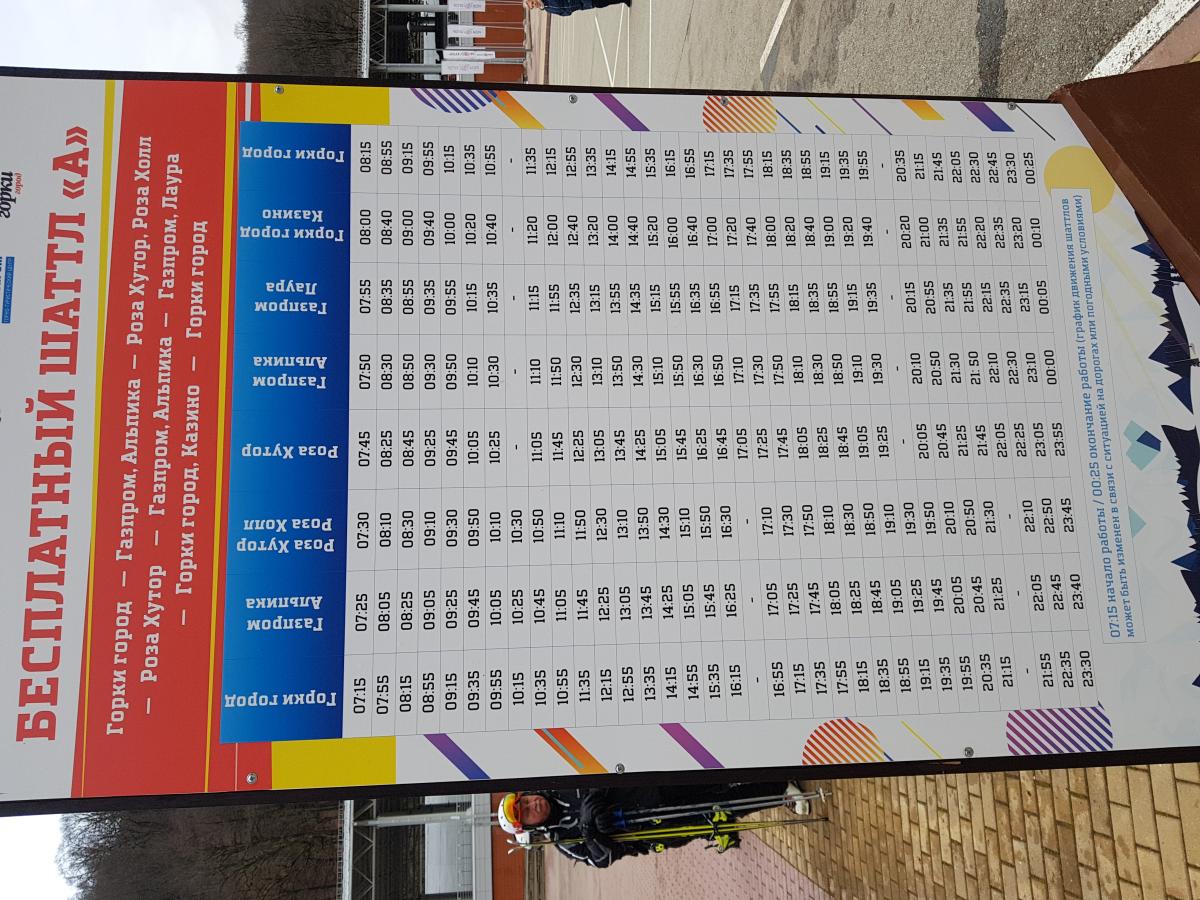 горки
город
БЕСПЛАТНЫЙ ШАТТЛ «А»
Горки город — Газпром, Альпика — Роза Хутор, Роза Холл
— Роза Хутор — Газпром, Альпика — Газпром, Лаура
— Горки город, Казино — Горки город
Горки город Газпром Альпика Роза Хутор Роза Холл Роза Хутор Газпром Альпика Газпром Лаура Горки город Казино Горки город
07:15 07:25 07:30 07:45 07:50 07:55 08:00 08:15
07:55 08:05 08:10 08:25 08:30 08:35 08:40 08:55
08:15 08:25 08:30 08:45 08:50 08:55 09:00 09:15
08:55 09:05 09:10 09:25 09:30 09:35 09:40 09:55
09:15 09:25 09:30 09:45 09:50 09:55 10:00 10:15
09:35 09:45 09:50 10:05 10:10 10:15 10:20 10:35
09:55 10:05 10:10 10:25 10:30 10:35 10:40 10:55
10:15 10:25 10:30 - - - - -
10:35 10:45 10:50 11:05 11:10 11:15 11:20 11:35
10:55 11:05 11:10 11:45 11:50 11:55 12:00 12:15
11:35 11:45 11:50 12:25 12:30 12:35 12:40 12:55
12:15 12:25 12:30 13:05 13:10 13:15 13:20 13:35
12:55 13:05 13:10 13:45 13:50 13:55 14:00 14:15
13:35 13:45 13:50 14:25 14:30 14:35 14:40 14:55
14:15 14:25 14:30 15:05 15:10 15:15 15:20 15:35
14:55 15:05 15:10 15:45 15:50 15:55 16:00 16:15
15:35 15:45 15:50 16:25 16:30 16:35 16:40 16:55
16:15 16:25 16:30 16:45 16:50 16:55 17:00 17:15
- - - 17:05 17:10 17:15 17:20 17:35
16:55 17:05 17:10 17:25 17:30 17:35 17:40 17:55
17:15 17:25 17:30 17:45 17:50 17:55 18:00 18:15
17:35 17:45 17:50 18:05 18:10 18:15 18:20 18:35
17:55 18:05 18:10 18:25 18:30 18:35 18:40 18:55
18:15 18:25 18:30 18:45 18:50 18:55 19:00 19:15
18:35 18:45 18:50 19:05 19:10 19:15 19:20 19:35
18:55 19:05 19:10 19:25 19:30 19:35 19:40 19:55
19:15 19:25 19:30 - - - - -
19:35 19:45 19:50 20:05 20:10 20:15 20:20 20:35
19:55 20:05 20:10 20:45 20:50 20:55 21:00 21:15
20:35 20:45 20:50 21:25 21:30 21:35 21:35 21:45
21:15 21:25 21:30 21:45 21:50 21:55 21:55 22:05
- - - 22:05 22:10 22:15 22:20 22:30
21:55 22:05 22:10 22:25 22:30 22:35 22:35 22:45
22:35 22:45 22:50 23:05 23:10 23:15 23:20 23:30
23:30 23:40 23:45 23:55 00:00 00:05 00:10 00:25
07:15 начало работы / 00:25 окончание работы (график движения шаттлов
может быть изменен в связи с ситуацией на дорогах или погодными условиями)